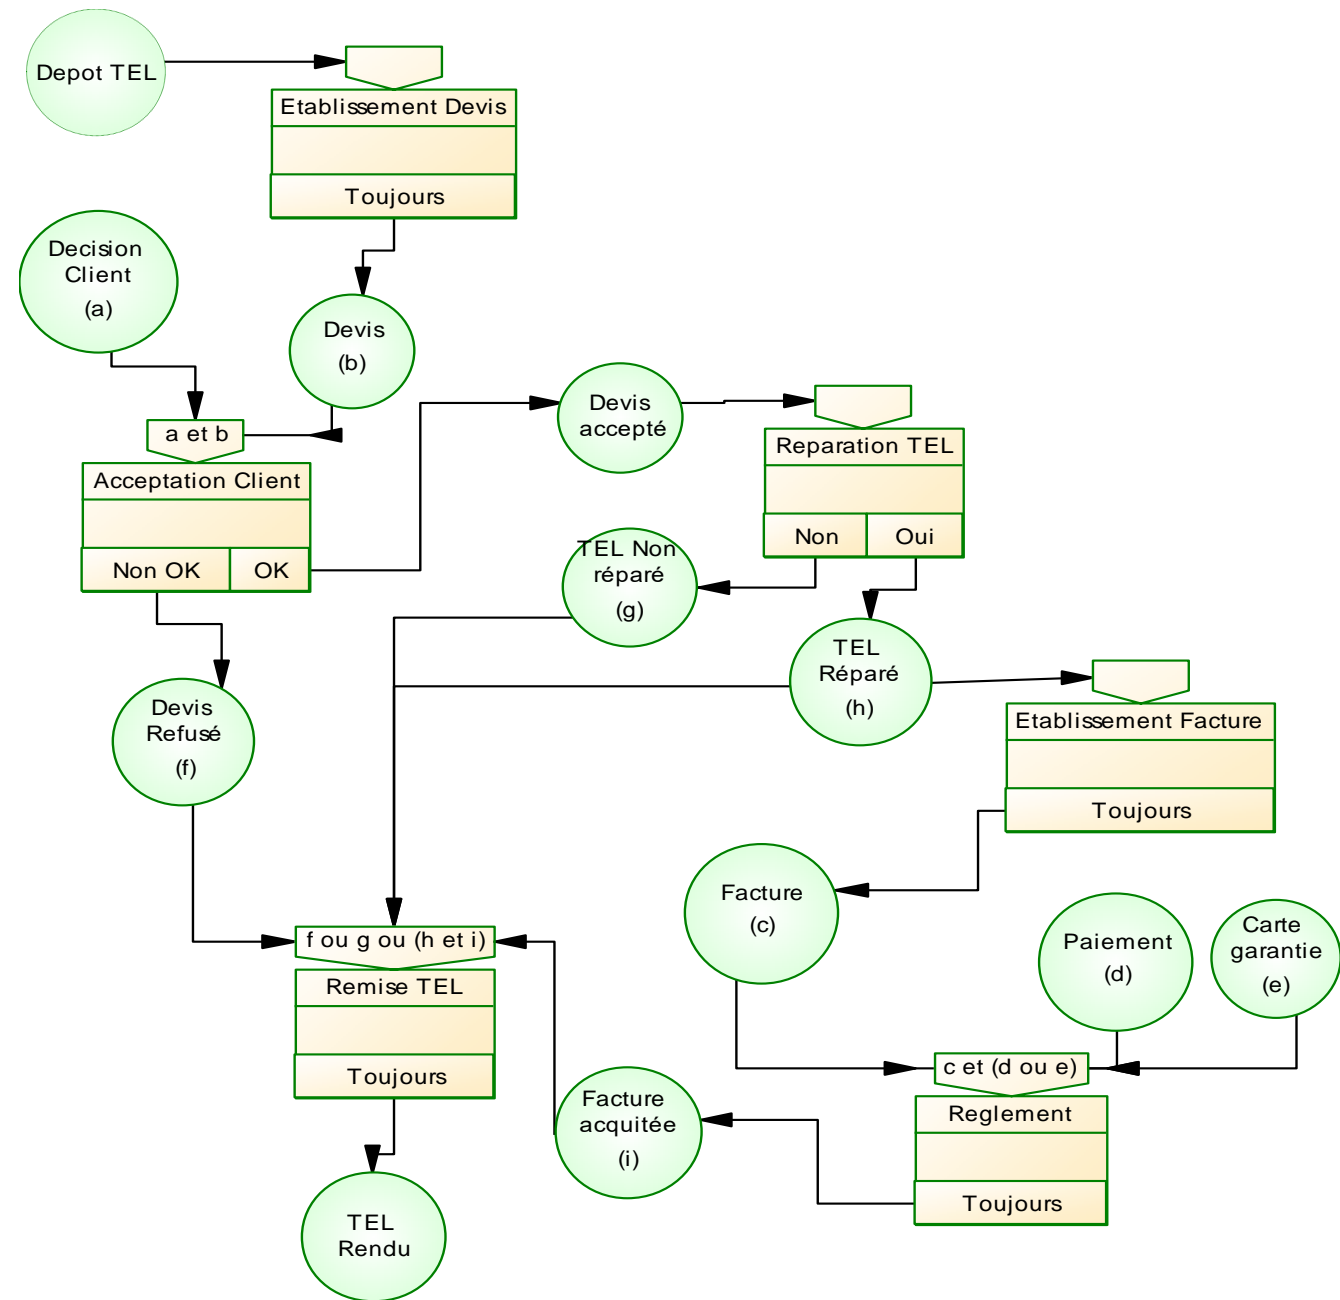 Depot TEL
Etablissement Devis
Toujours
Decision
Client
(a)
Devis
(b)
a et b
Acceptation Client
Non OK
OK
Devis
accepté
Reparation TEL
Non
Oui
TEL Non
réparé
(g)
TEL
Réparé
(h)
Devis
Refusé
(f)
Etablissement Facture
Toujours
Facture
(c)
Paiement
(d)
Carte
garantie
(e)
f ou g ou (h et i)
Remise TEL
Toujours
c et (d ou e)
Reglement
Toujours
Facture
acquitée
(i)
TEL
Rendu